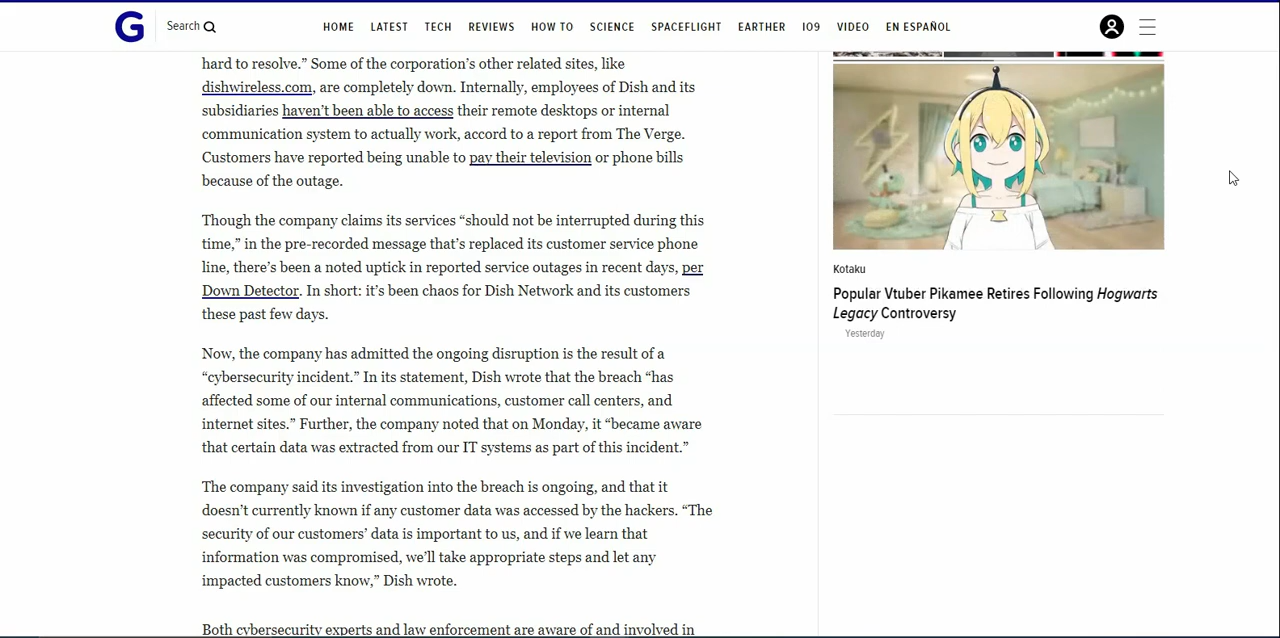 G
Search
HOME LATEST TECH REVIEWS HOW TO SCIENCE SPACEFLIGHT EARTHER IO9 VIDEO EN ESPAÑOL
hard to resolve.” Some of the corporation’s other related sites, like
dishwireless.com, are completely down. Internally, employees of Dish and its
subsidiaries haven’t been able to access their remote desktops or internal
communication system to actually work, accord to a report from The Verge.
Customers have reported being unable to pay their television or phone bills
because of the outage.
Though the company claims its services “should not be interrupted during this
time,” in the pre-recorded message that’s replaced its customer service phone
line, there’s been a noted uptick in reported service outages in recent days, per
Down Detector. In short: it’s been chaos for Dish Network and its customers
these past few days.
Now, the company has admitted the ongoing disruption is the result of a
“cybersecurity incident.” In its statement, Dish wrote that the breach “has
affected some of our internal communications, customer call centers, and
internet sites.” Further, the company noted that on Monday, it “became aware
that certain data was extracted from our IT systems as part of this incident.”
The company said its investigation into the breach is ongoing, and that it
doesn’t currently known if any customer data was accessed by the hackers. “The
security of our customers’ data is important to us, and if we learn that
information was compromised, we’ll take appropriate steps and let any
impacted customers know,” Dish wrote.
Both cybersecurity experts and law enforcement are aware of and involved in
Kotaku
Popular Vtuber Pikamee Retires Following Hogwarts
Legacy Controversy
Yesterday